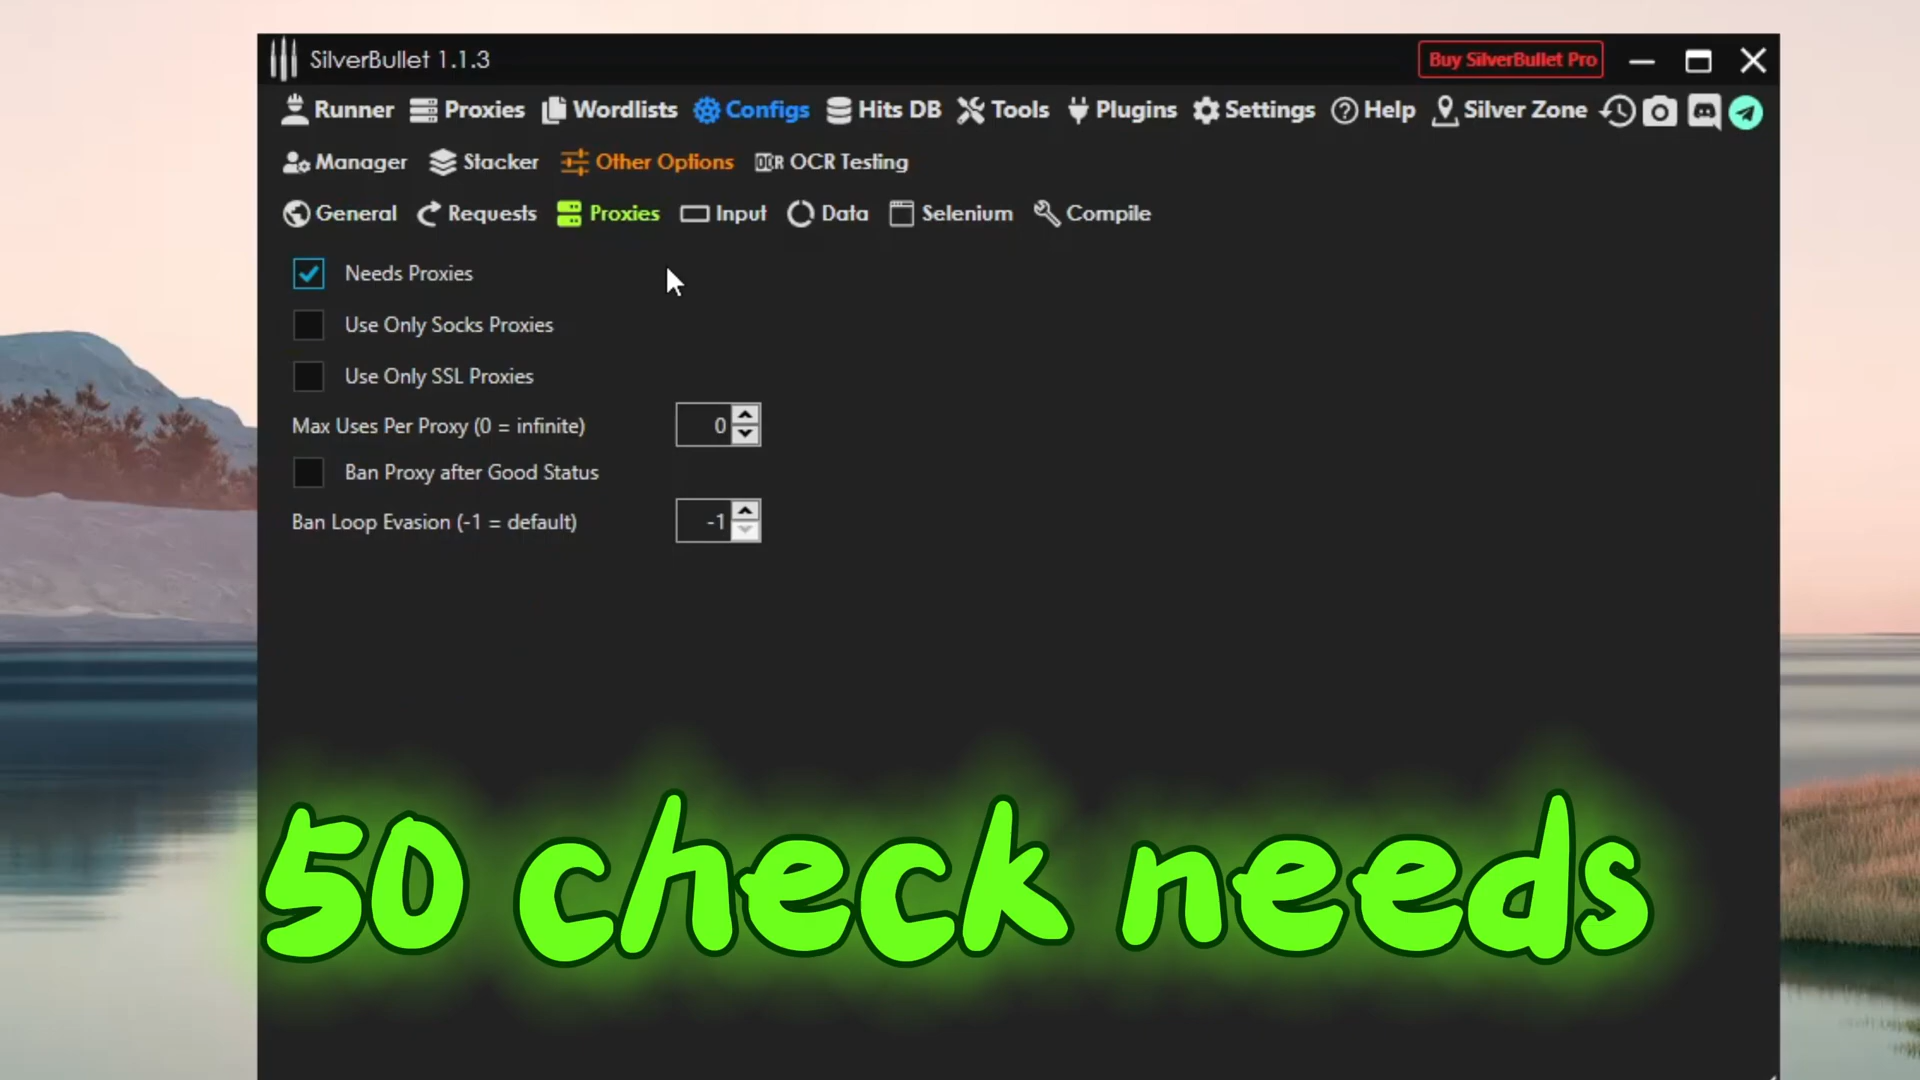 SilverBullet 1.1.3
Buy SilverBullet Pro
Runner Proxies Wordlists Configs Hits DB Tools Plugins Settings Help Silver Zone
Manager Stacker Other Options OCR OCR Testing
General Requests Proxies Input Data Selenium Compile
Needs Proxies
Use Only Socks Proxies
Use Only SSL Proxies
Max Uses Per Proxy (0 = infinite) 0
Ban Proxy after Good Status
Ban Loop Evasion (-1 = default) -1
50 check needs